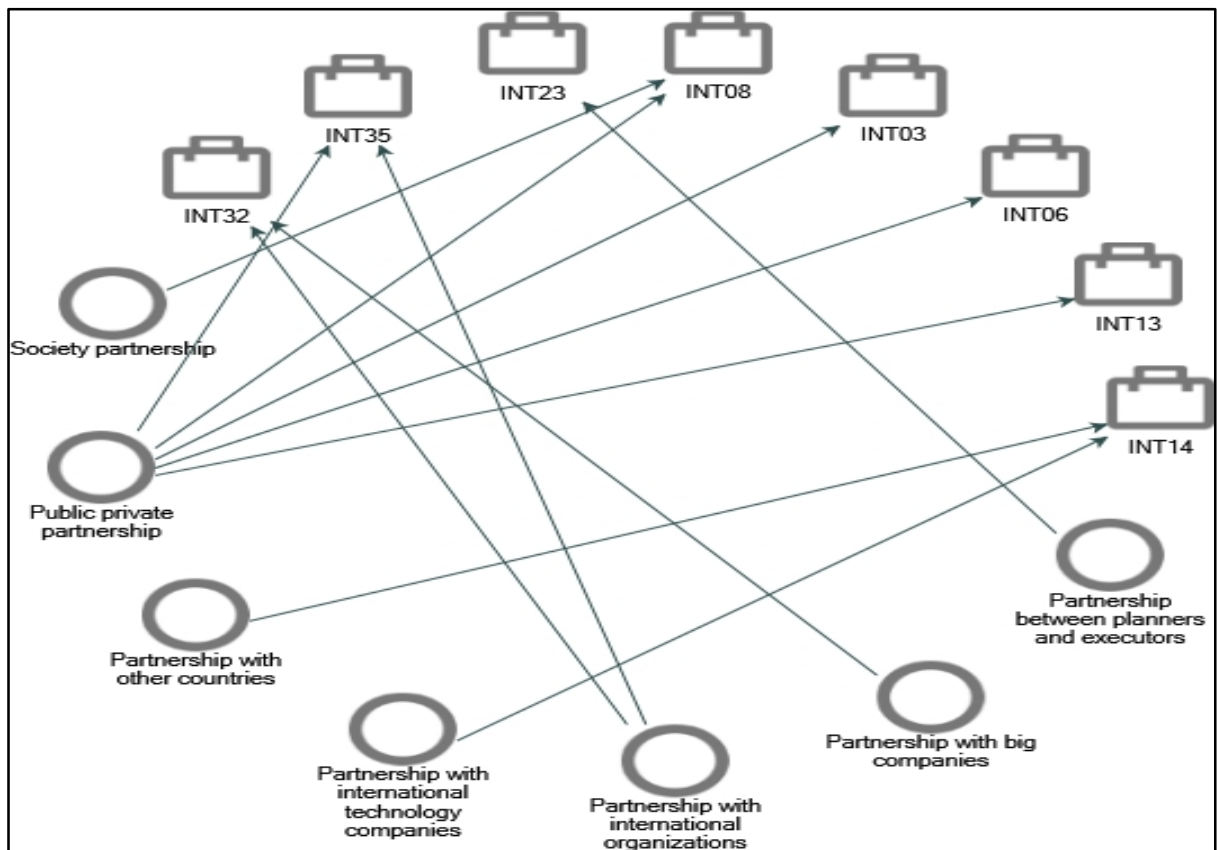 INT23
INT08
INT35
INT03
INT32
INT06
INT13
Society partnership
INT14
Public private
partnership
Partnership
between planners
and executors
Partnership with
other countries
Partnership with big
companies
Partnership with
international
technology
companies
Partnership with
international
organizations